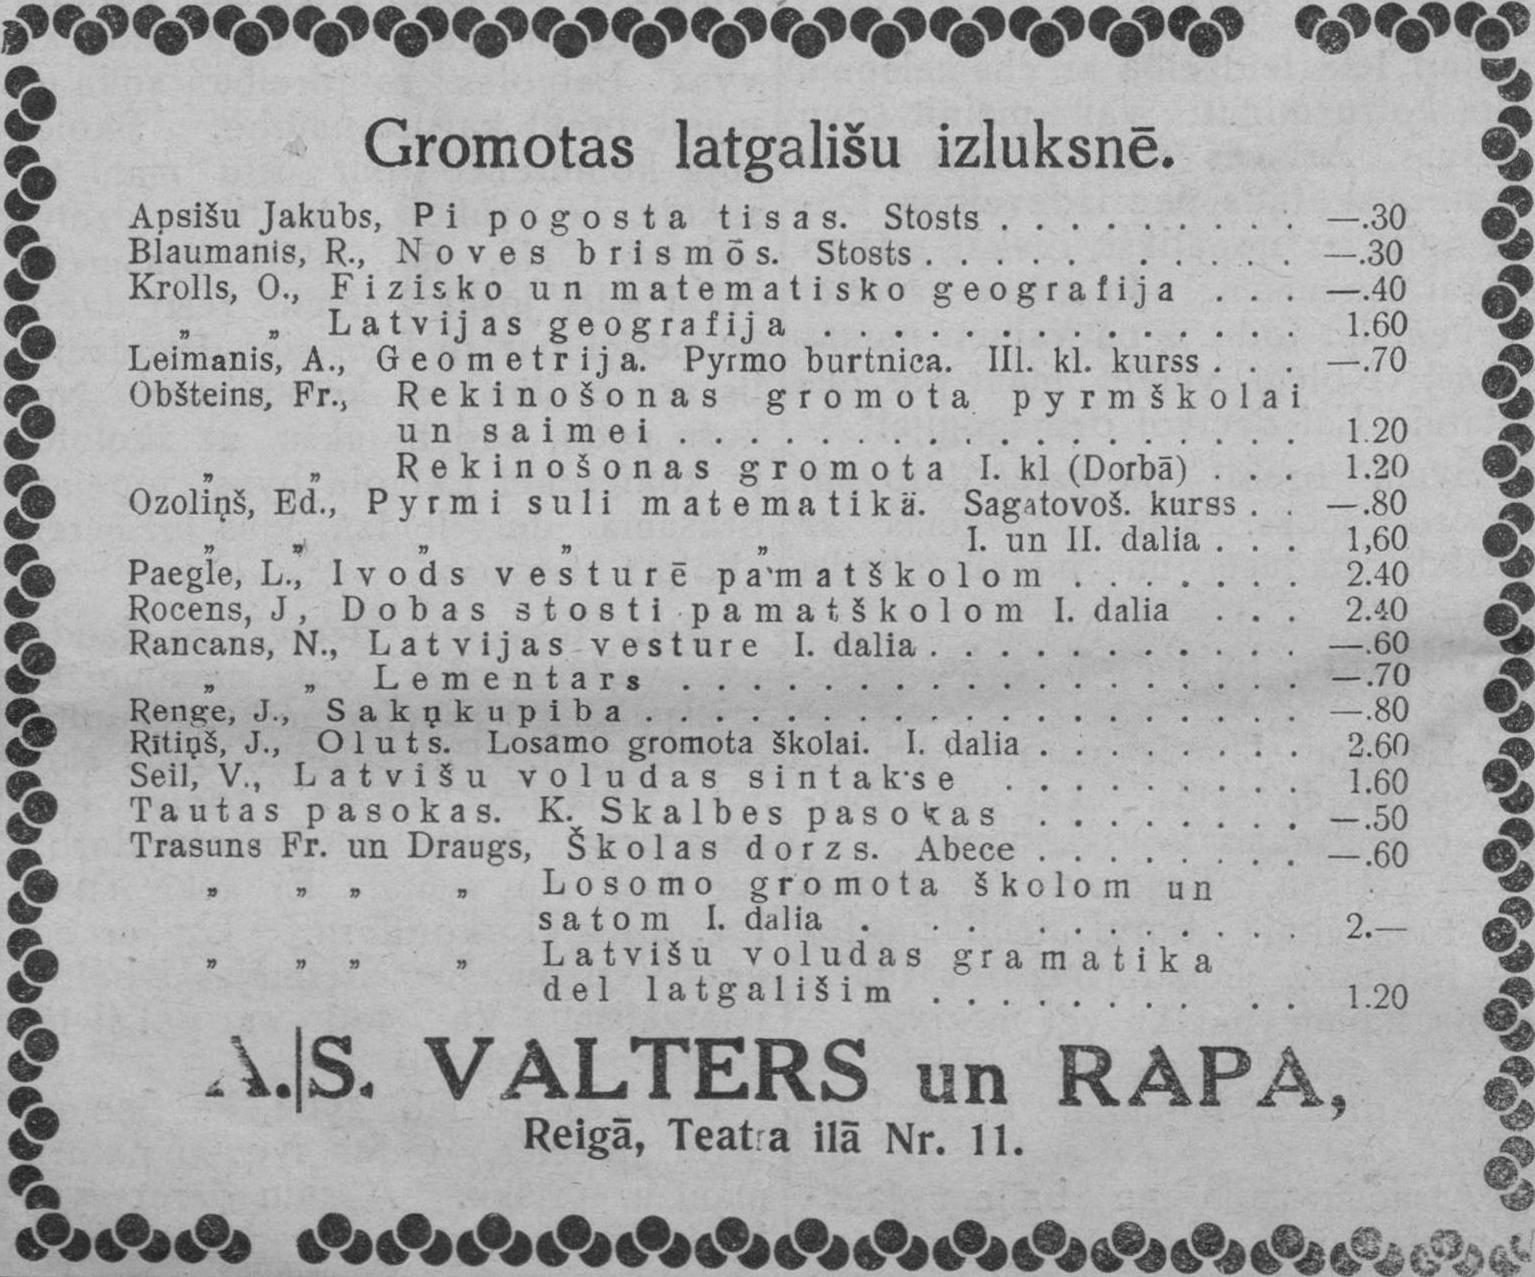 Gromotas latgališu izluksnē.
Apsišu Jakubs, Pi pogosta tisas. Stosts . . . . . . . . . —.30
Blaumanis, R., Noves brismōs. Stosts . . . . . . . . . . —.30
Krolls, O., Fizisko un matematisko geografija . . . —.40
„ „ Latvijas geografija . . . . . . . . . . . . . . 1.60
Leimanis, A., Geometrija. Pyrmo burtnica. III. kl. kurss . . . —.70
Obšteins, Fr., Rekinošonas gromota pyrmškolai
un saimei . . . . . . . . . . . . . . . . . 1.20
„ „ Rekinošonas gromota I. kl (Dorbā) . . . 1.20
Ozoliņš, Ed., Pyrmi suli matematikā. Sagatovoš. kurss . . —.80
„ „ „ „ „ I. un II. dalia . . . 1,60
Paegle, L., Ivods vesturē pamatškolom . . . . . . . 2.40
Rocens, J, Dobas stosti pamatškolom I. dalia . . . 2.40
Rancans, N., Latvijas vesture I. dalia . . . . . . . . . . . —.60
„ „ Lementars . . . . . . . . . . . . . . . . . —.70
Renge, J., Sakņkupiba . . . . . . . . . . . . . . . . . . —.80
Rītiņš, J., Oluts. Losamo gromota školai. I. dalia . . . . . . . . 2.60
Seil, V., Latvišu voludas sintakse . . . . . . . . . 1.60
Tautas pasokas. K. Skalbes pasokas . . . . . . . . —.50
Trasuns Fr. un Draugs, Školas dorzs. Abece . . . . . . . . —.60
„ „ „ „ Losomo gromota školom un
satom I. dalia . . . . . . . . . . . 2.—
„ „ „ „ Latvišu voludas gramatika
del latgališim . . . . . . . . . . 1.20
A.|S. VALTERS un RAPA,
Reigā, Teatra ilā Nr. 11.